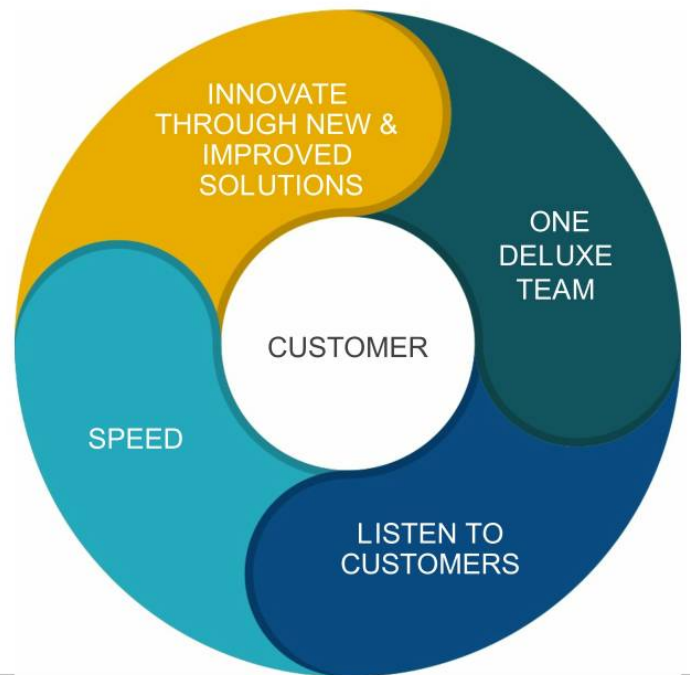 INNOVATE
THROUGH NEW &
IMPROVED
SOLUTIONS
ONE
DELUXE
TEAM
CUSTOMER
SPEED
LISTEN TO
CUSTOMERS